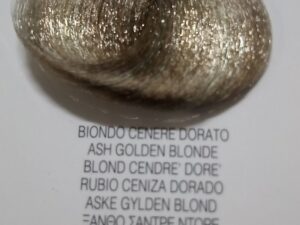 BIONDO CENERE DORATO
ASH GOLDEN BLONDE
BLOND CENDRE' DORE'
RUBIO CENIZA DORADO
ASKE GYLDEN BLOND
ΞΑΝΘΟ ΣΑΝΤΡΕ ΝΤΟΡΕ